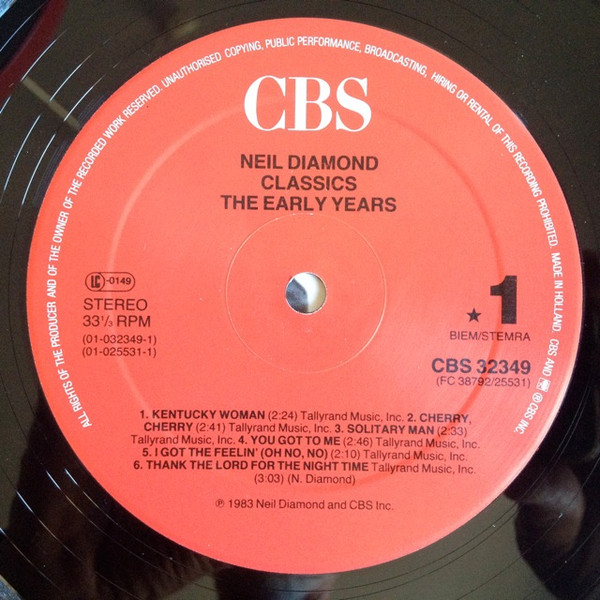 ALL RIGHTS OF THE PRODUCER AND OF THE OWNER OF THE RECORDED WORK RESERVED. UNAUTHORISED COPYING, PUBLIC PERFORMANCE, BROADCASTING, HIRING OR RENTAL OF THIS RECORDING PROHIBITED. MADE IN HOLLAND. CBS AND ® CBS INC.
CBS
NEIL DIAMOND
CLASSICS
THE EARLY YEARS
LC -0149
STEREO
33 1/3 RPM
(01-032349-1)
(01-025531-1)
★ 1
BIEM/STEMRA
CBS 32349
(FC 38792/25531)
1. KENTUCKY WOMAN (2:24) Tallyrand Music, Inc. 2. CHERRY,
CHERRY (2:41) Tallyrand Music, Inc. 3. SOLITARY MAN (2:33)
Tallyrand Music, Inc. 4. YOU GOT TO ME (2:46) Tallyrand Music, Inc.
5. I GOT THE FEELIN' (OH NO, NO) (2:10) Tallyrand Music, Inc.
6. THANK THE LORD FOR THE NIGHT TIME Tallyrand Music, Inc.
(3:03) (N. Diamond)
℗ 1983 Neil Diamond and CBS Inc.